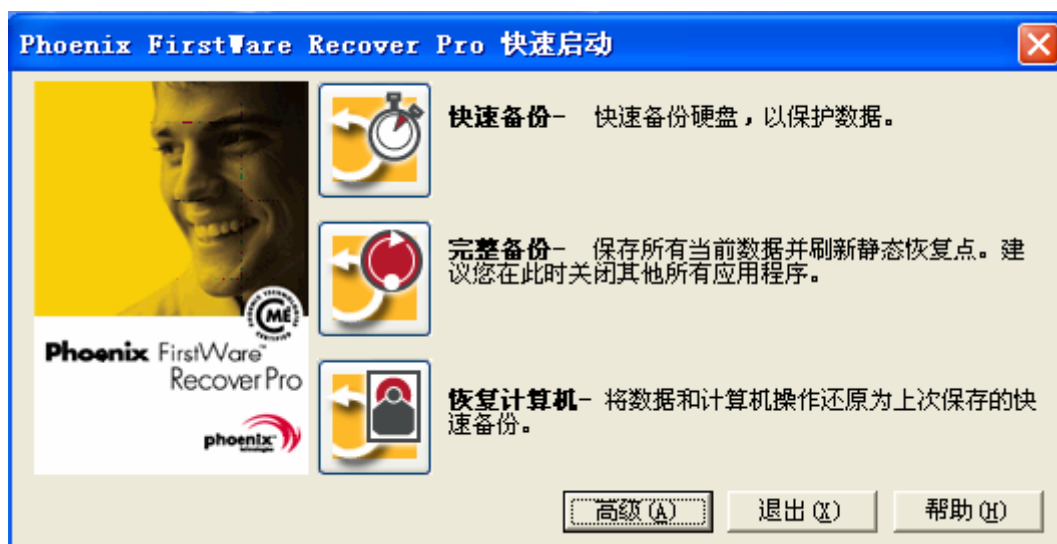 Phoenix FirstWare Recover Pro 快速启动
快速备份- 快速备份硬盘，以保护数据。
完整备份- 保存所有当前数据并刷新静态恢复点。建
议您在此时关闭其他所有应用程序。
CMÉ
Phoenix FirstWare™
Recover Pro
恢复计算机- 将数据和计算机操作还原为上次保存的快
速备份。
phoenix
technologies
高级(A) 退出(X) 帮助(H)